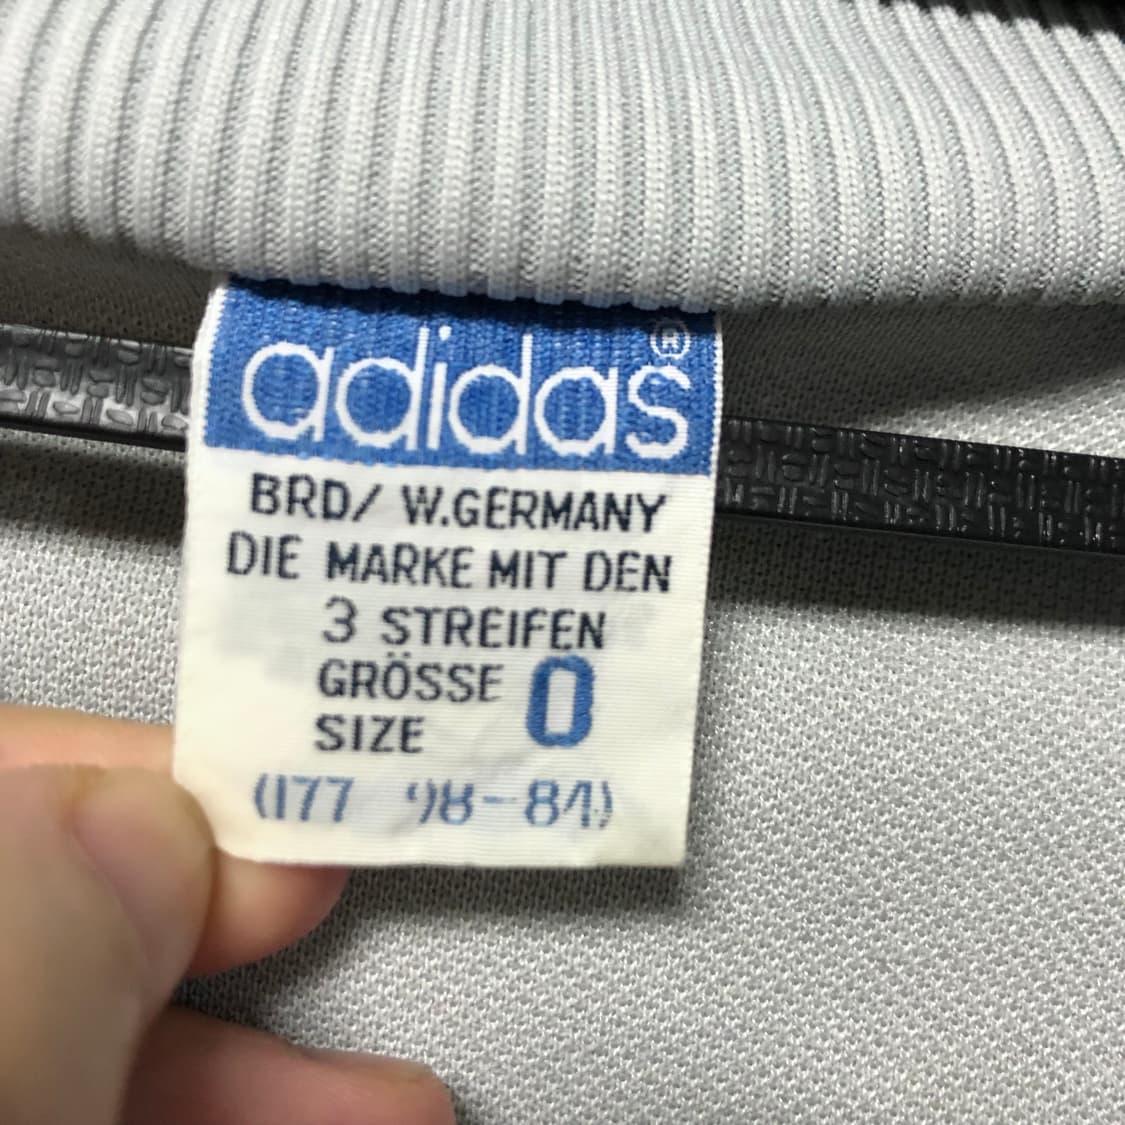 adidas®
BRD/ W.GERMANY
DIE MARKE MIT DEN
3 STREIFEN
GRÖSSE 0
SIZE
(177 98-84)